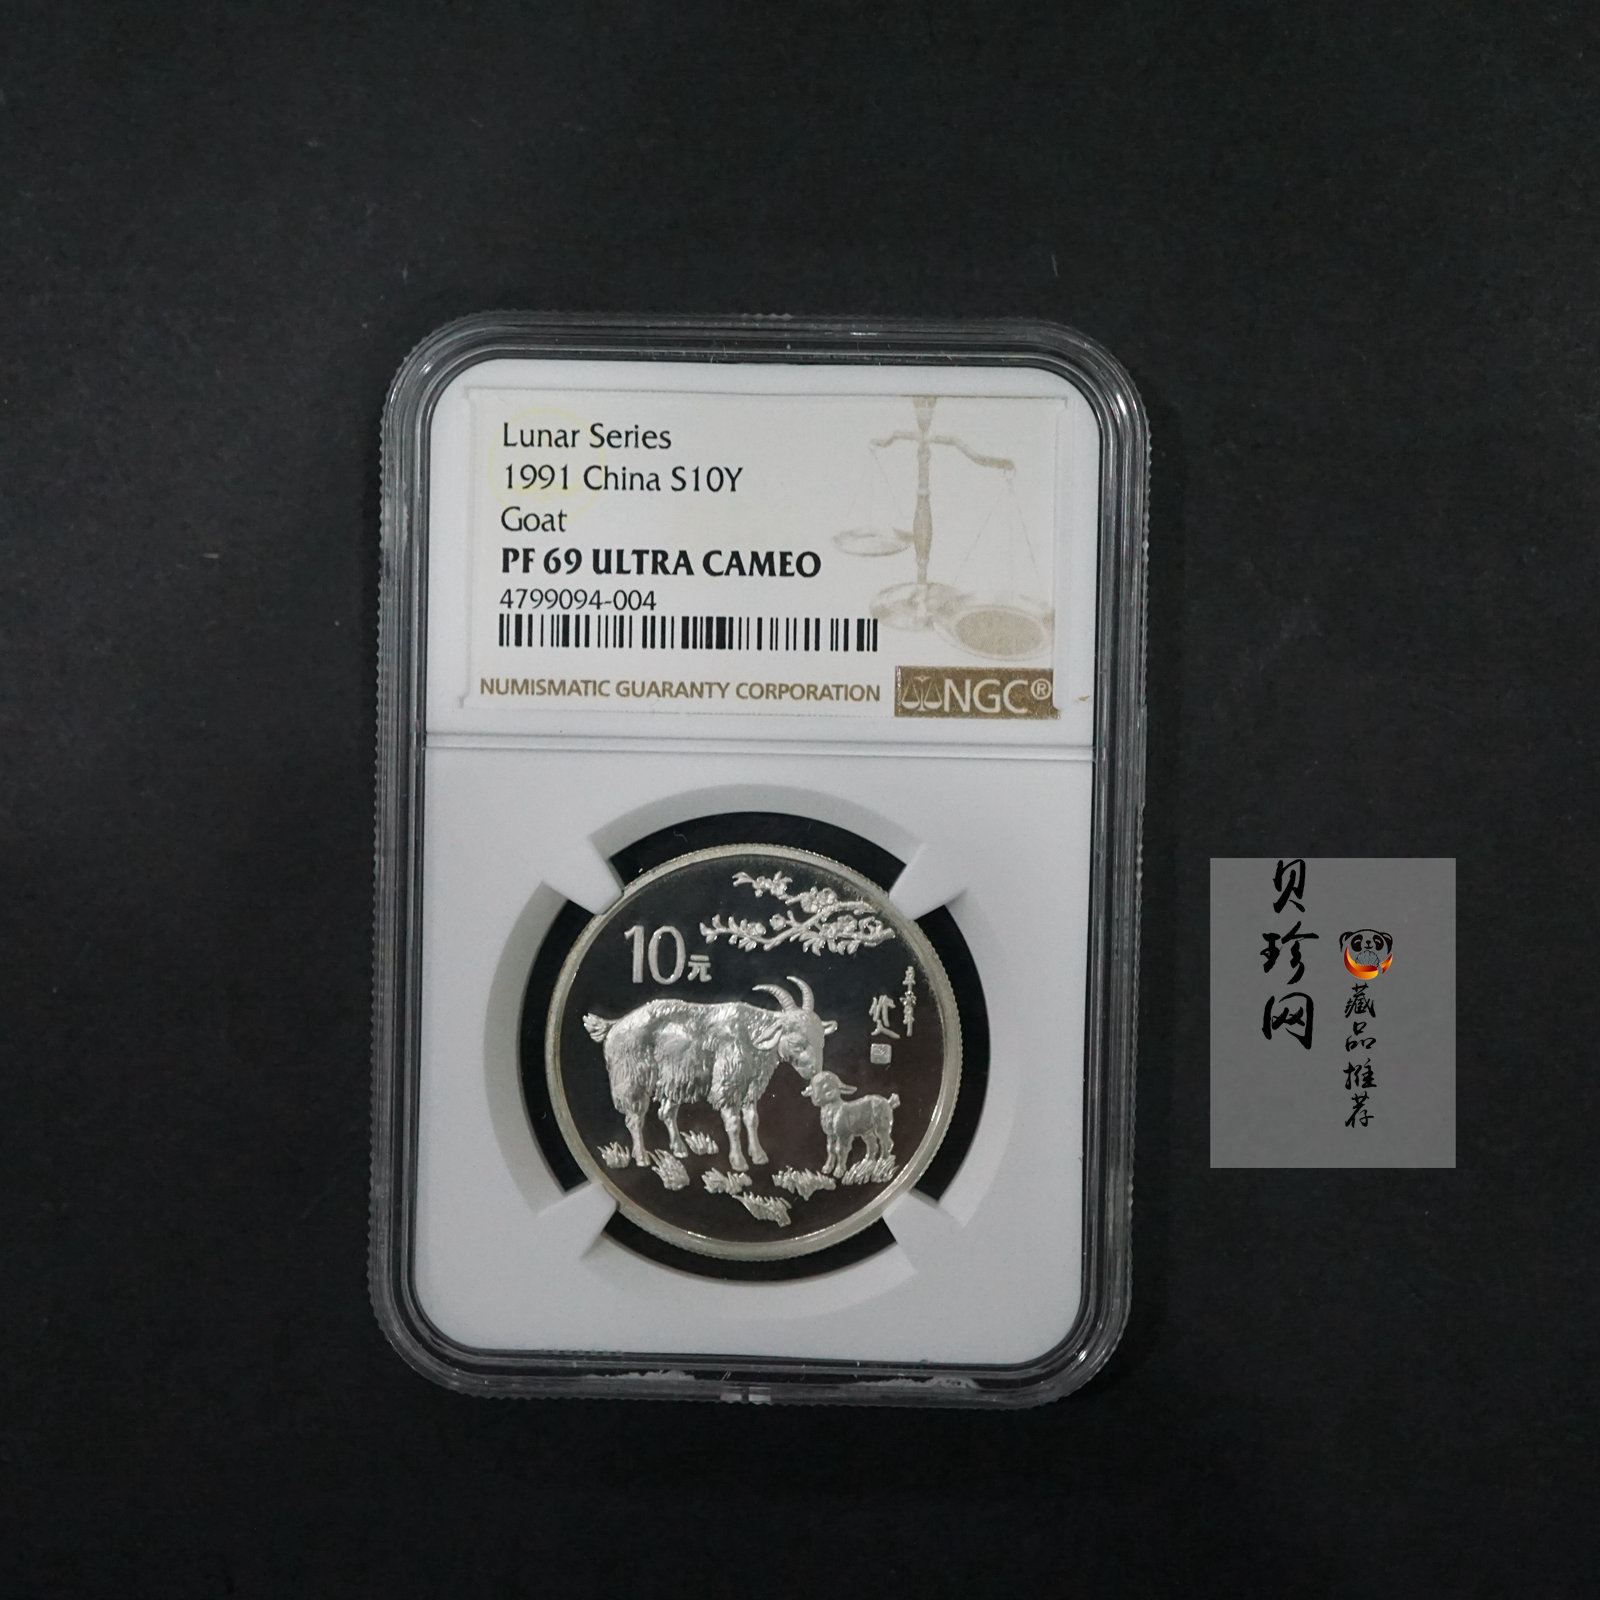 Lunar Series
1991 China S10Y
Goat
PF 69 ULTRA CAMEO
4799094-004
NUMISMATIC GUARANTY CORPORATION
NGC®
10元
贝珍网
藏品推荐